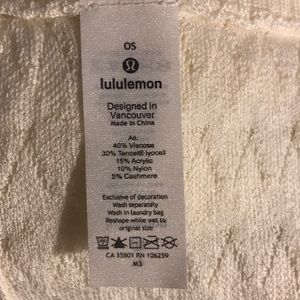 OS
lululemon
Designed in
Vancouver
Made in China
All:
40% Viscose
30% Tencel® lyocell
15% Acrylic
10% Nylon
5% Cashmere
Exclusive of decoration
Wash separately
Wash in laundry bag
Reshape while wet to
original size
CA 35801 RN 106259
M3